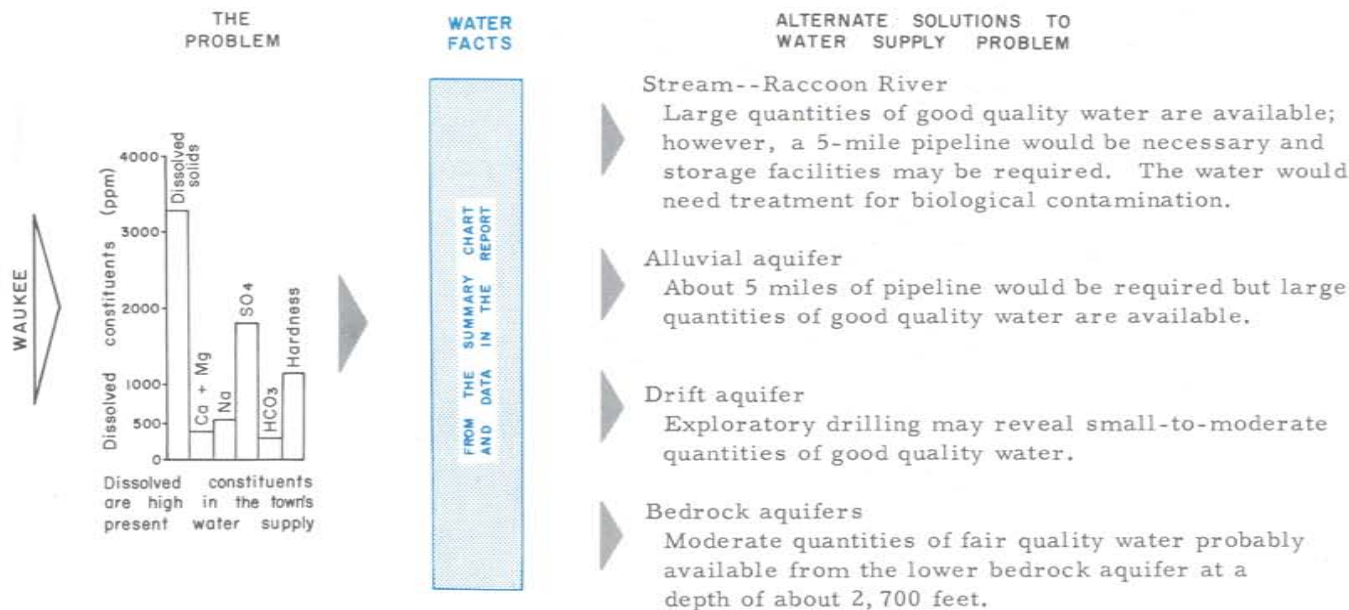 THE
PROBLEM
WATER
FACTS
ALTERNATE SOLUTIONS TO
WATER SUPPLY PROBLEM
WAUKEE
Dissolved constituents (ppm)
4000
3000
2000
1000
500
0
Dissolved
solids
Ca + Mg
Na
SO4
HCO3
Hardness
Dissolved constituents
are high in the town's
present water supply
FROM THE SUMMARY CHART
AND DATA IN THE REPORT
Stream--Raccoon River
Large quantities of good quality water are available;
however, a 5-mile pipeline would be necessary and
storage facilities may be required. The water would
need treatment for biological contamination.
Alluvial aquifer
About 5 miles of pipeline would be required but large
quantities of good quality water are available.
Drift aquifer
Exploratory drilling may reveal small-to-moderate
quantities of good quality water.
Bedrock aquifers
Moderate quantities of fair quality water probably
available from the lower bedrock aquifer at a
depth of about 2,700 feet.